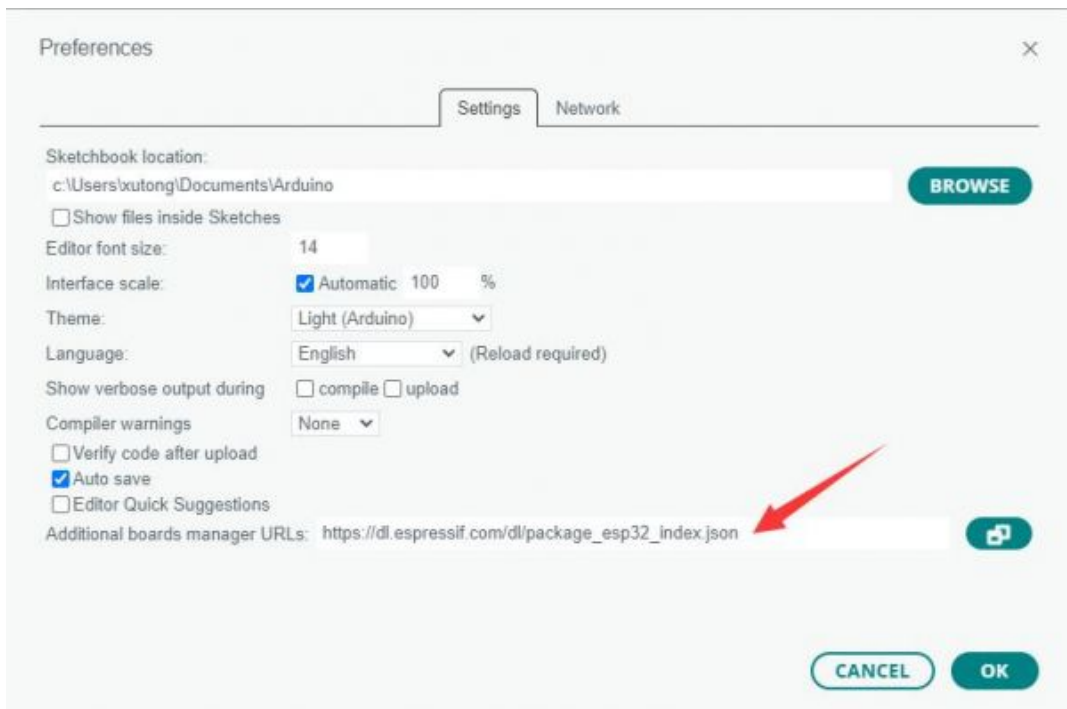 Preferences
Settings Network
Sketchbook location:
c:\Users\xutong\Documents\Arduino BROWSE
Show files inside Sketches
Editor font size: 14
Interface scale: Automatic 100 %
Theme: Light (Arduino)
Language: English (Reload required)
Show verbose output during compile upload
Compiler warnings None
Verify code after upload
Auto save
Editor Quick Suggestions
Additional boards manager URLs: https://dl.espressif.com/dl/package_esp32_index.json
CANCEL OK